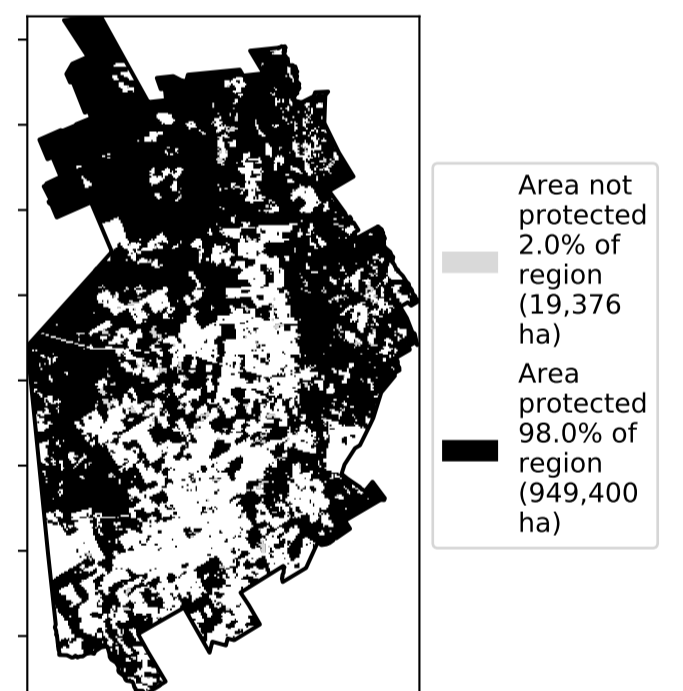 Area not
protected
2.0% of
region
(19,376
ha)
Area
protected
98.0% of
region
(949,400
ha)